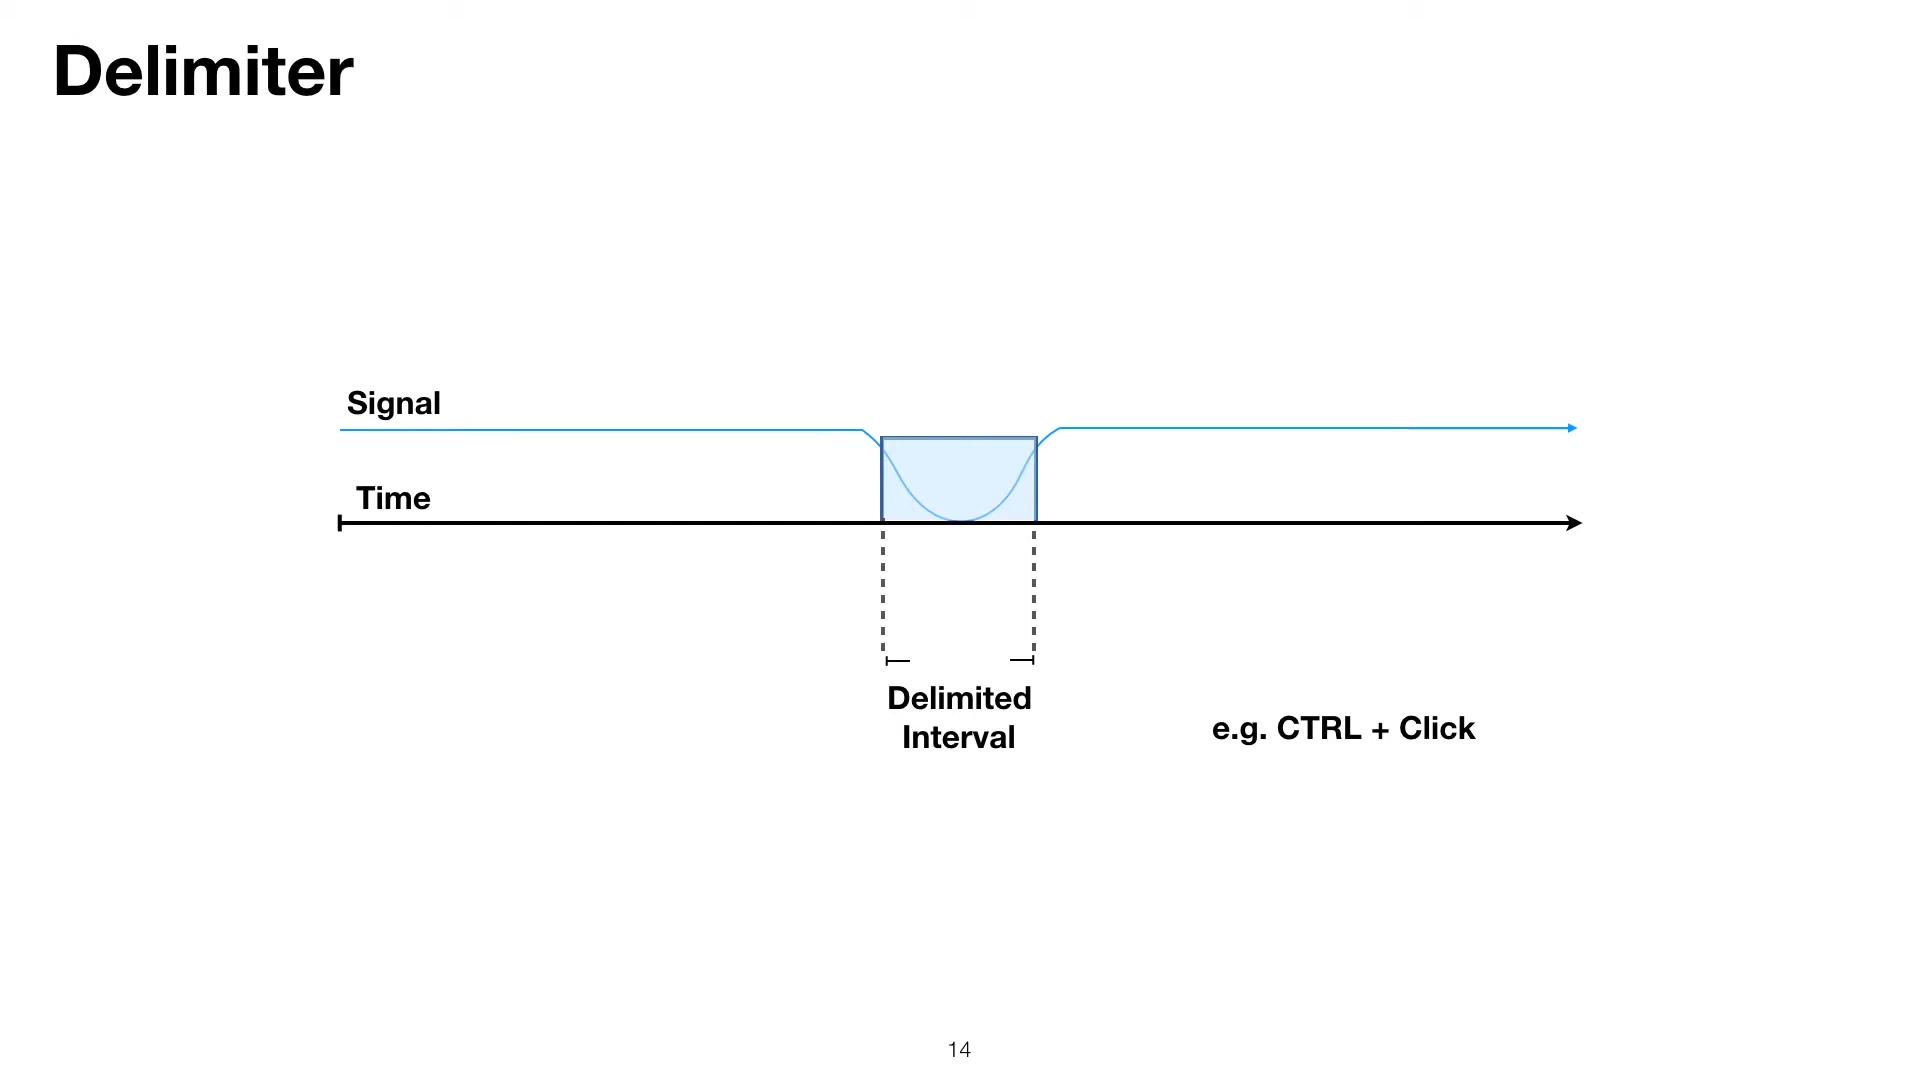 Delimiter
Signal
Time
Delimited
Interval
e.g. CTRL + Click
14